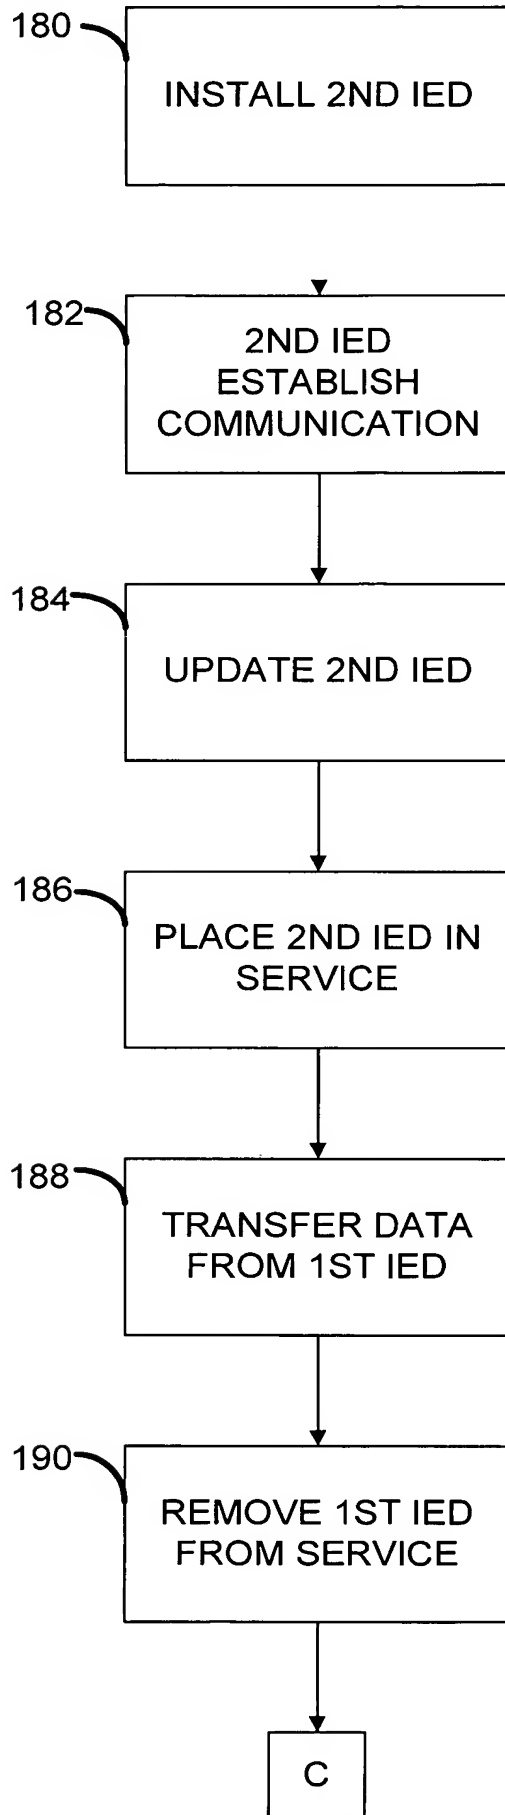 180
INSTALL 2ND IED
182
2ND IED
ESTABLISH
COMMUNICATION
184
UPDATE 2ND IED
186
PLACE 2ND IED IN
SERVICE
188
TRANSFER DATA
FROM 1ST IED
190
REMOVE 1ST IED
FROM SERVICE
C